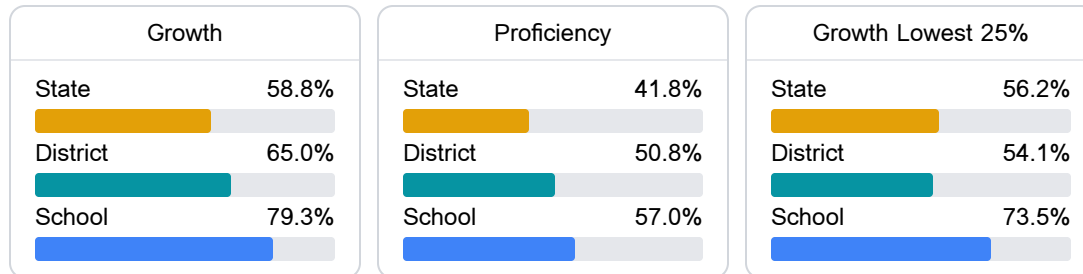 Growth
State 58.8%
District 65.0%
School 79.3%
Proficiency
State 41.8%
District 50.8%
School 57.0%
Growth Lowest 25%
State 56.2%
District 54.1%
School 73.5%